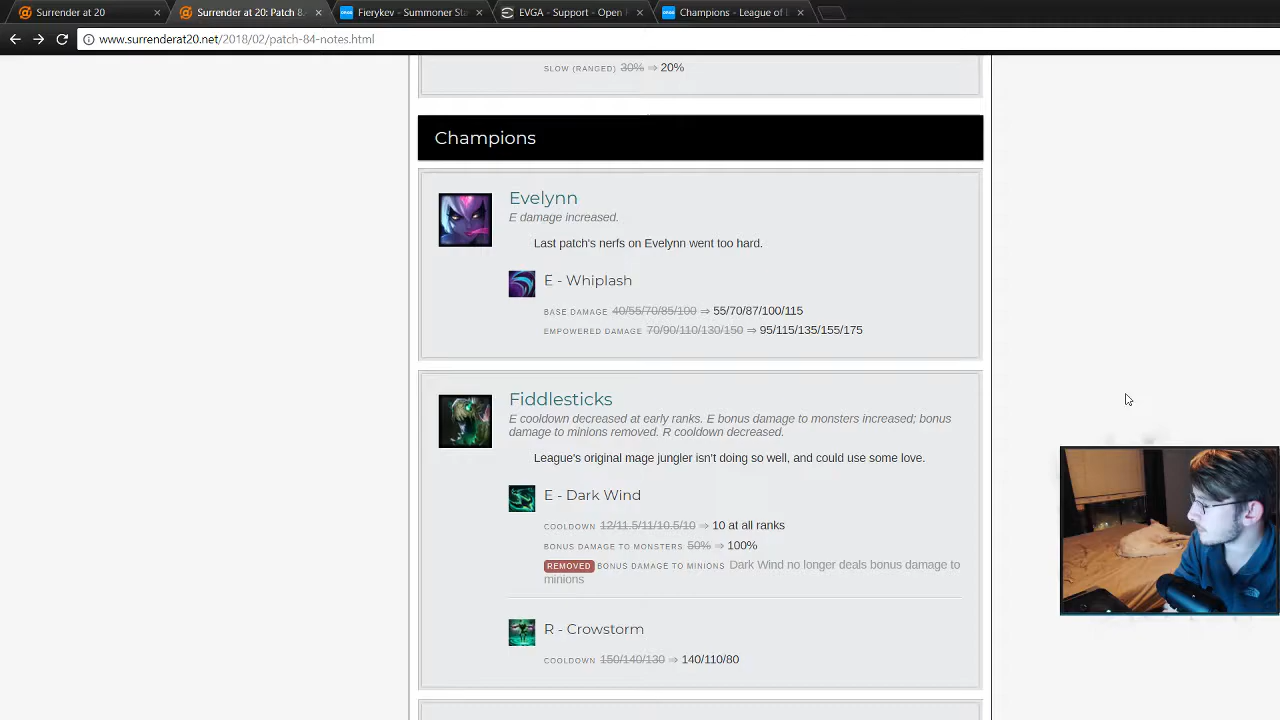 Surrender at 20
Surrender at 20: Patch 8.
Fierykev - Summoner Sta
EVGA - Support - Open R
Champions - League of L
www.surrenderat20.net/2018/02/patch-84-notes.html
SLOW (RANGED) 30% ⇒ 20%
Champions
Evelynn
E damage increased.
Last patch's nerfs on Evelynn went too hard.
E - Whiplash
BASE DAMAGE 40/55/70/85/100 ⇒ 55/70/87/100/115
EMPOWERED DAMAGE 70/90/110/130/150 ⇒ 95/115/135/155/175
Fiddlesticks
E cooldown decreased at early ranks. E bonus damage to monsters increased; bonus
damage to minions removed. R cooldown decreased.
League's original mage jungler isn't doing so well, and could use some love.
E - Dark Wind
COOLDOWN 12/11.5/11/10.5/10 ⇒ 10 at all ranks
BONUS DAMAGE TO MONSTERS 50% ⇒ 100%
REMOVED BONUS DAMAGE TO MINIONS Dark Wind no longer deals bonus damage to
minions
R - Crowstorm
COOLDOWN 150/140/130 ⇒ 140/110/80